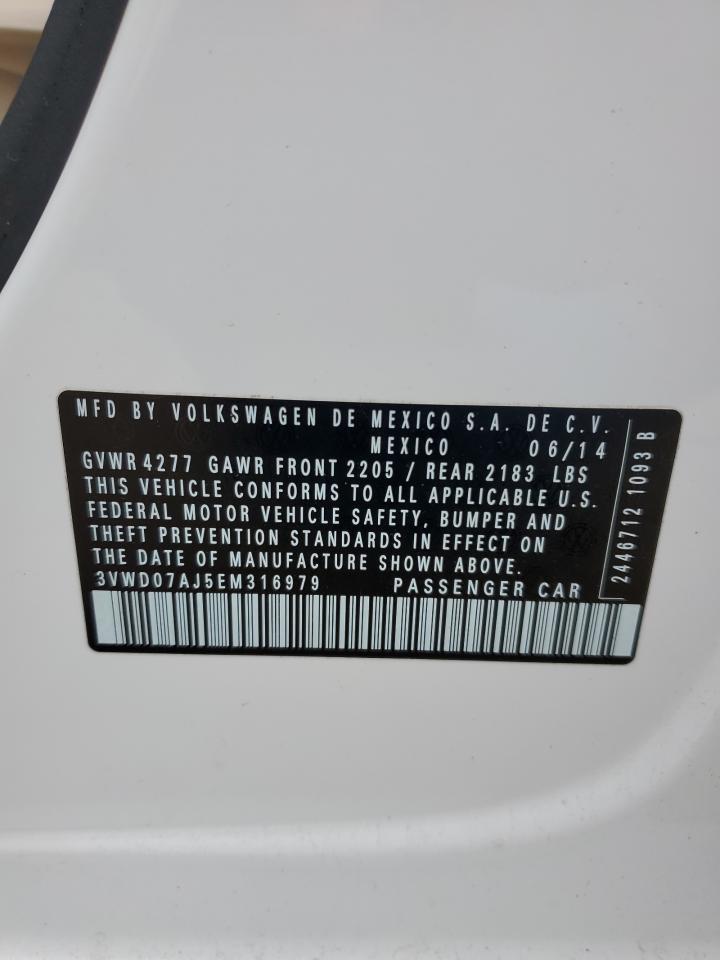 MFD BY VOLKSWAGEN DE MEXICO S.A. DE C.V.
MEXICO 06/14
GVWR 4277 GAWR FRONT 2205 / REAR 2183 LBS
THIS VEHICLE CONFORMS TO ALL APPLICABLE U.S.
FEDERAL MOTOR VEHICLE SAFETY, BUMPER AND
THEFT PREVENTION STANDARDS IN EFFECT ON
THE DATE OF MANUFACTURE SHOWN ABOVE.
3VWD07AJ5EM316979 PASSENGER CAR
2446712 1093 B